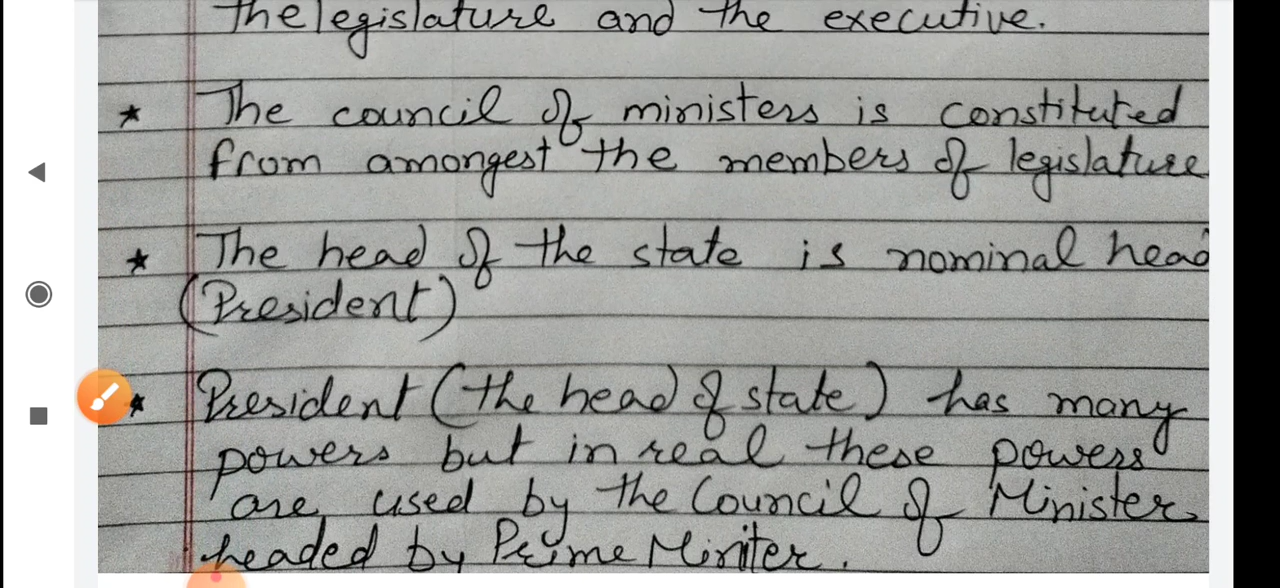 the legislature and the executive.
★ The council of ministers is constituted
from amongest the members of legislature
★ The head of the state is nominal head
(President)
★ President (the head of state) has many
powers but in real these powers
are used by the Council of Minister
headed by Prime Miniter.